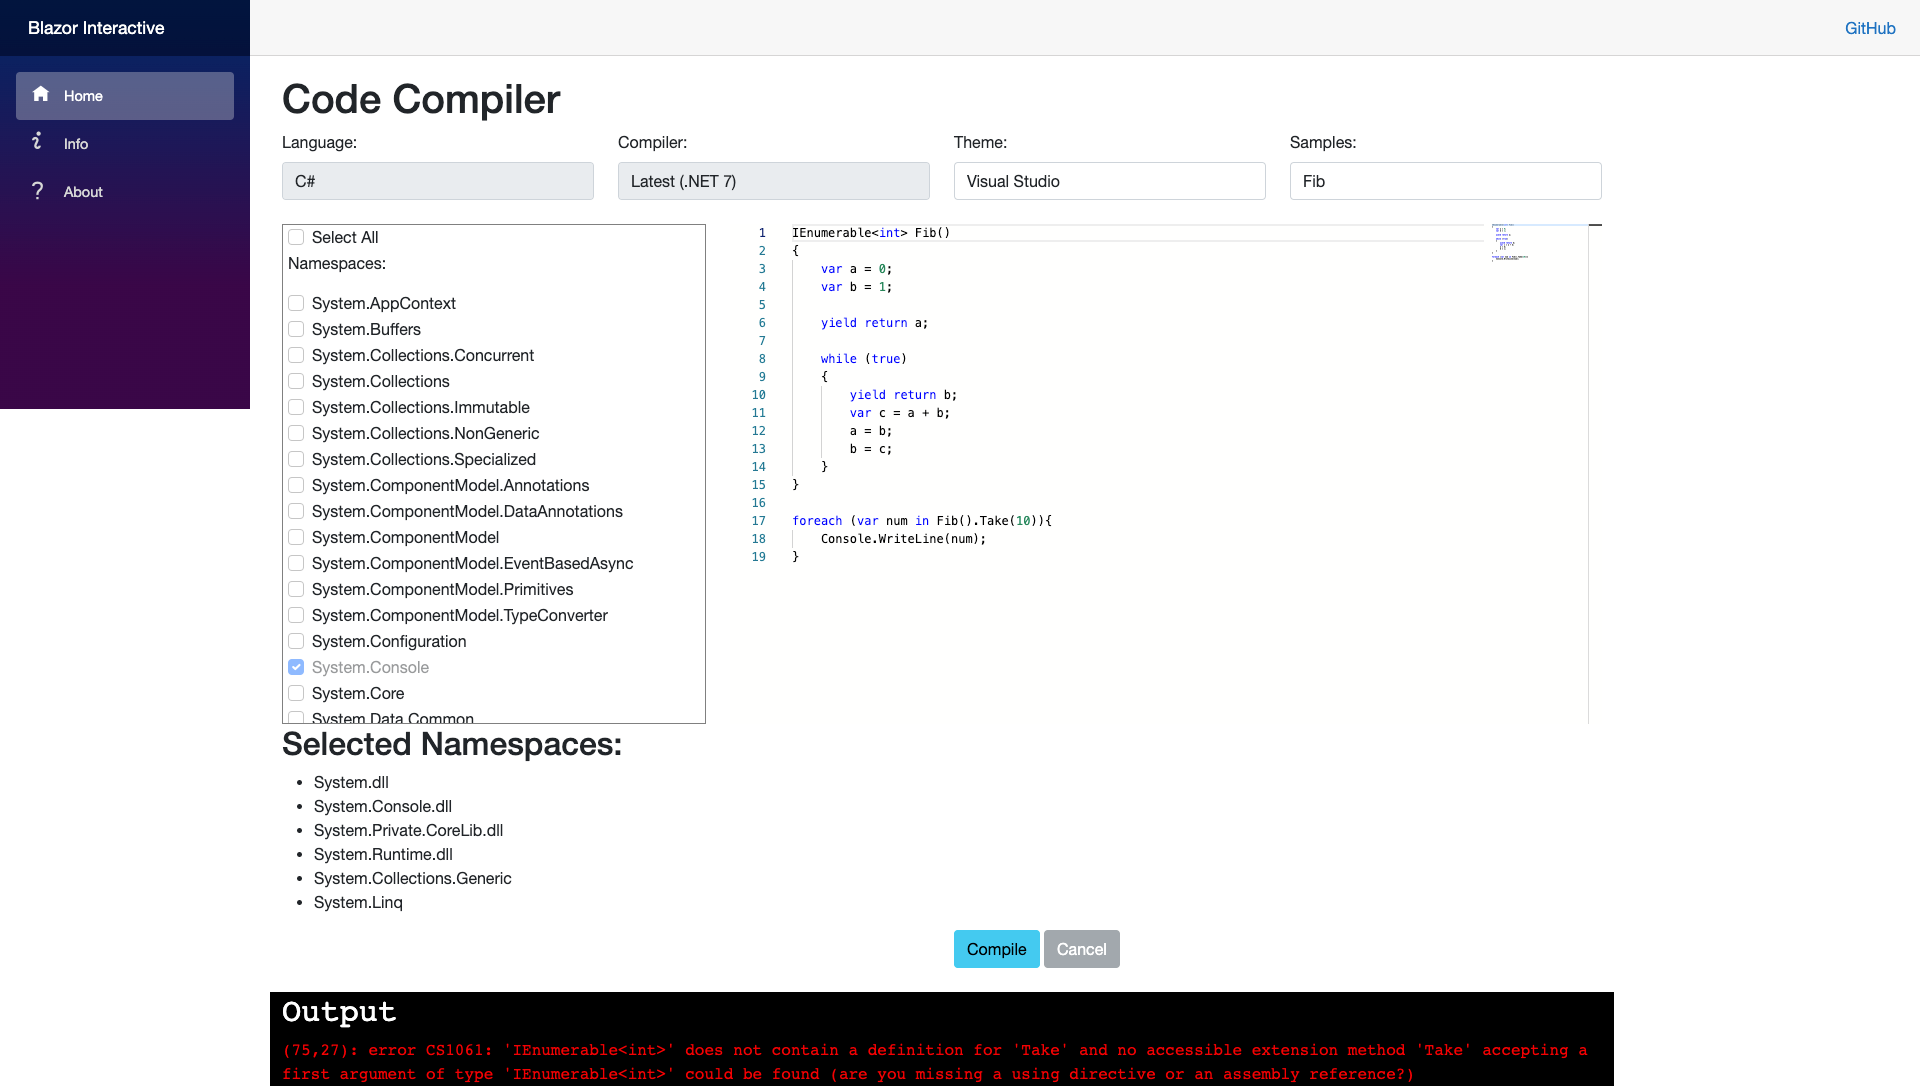 Blazor Interactive
GitHub
Home
Info
About
Code Compiler
Language:
Compiler:
Theme:
Samples:
C#
Latest (.NET 7)
Visual Studio
Fib
Select All
Namespaces:
System.AppContext
System.Buffers
System.Collections.Concurrent
System.Collections
System.Collections.Immutable
System.Collections.NonGeneric
System.Collections.Specialized
System.ComponentModel.Annotations
System.ComponentModel.DataAnnotations
System.ComponentModel
System.ComponentModel.EventBasedAsync
System.ComponentModel.Primitives
System.ComponentModel.TypeConverter
System.Configuration
System.Console
System.Core
System.Data.Common
1 IEnumerable<int> Fib()
2 {
3 var a = 0;
4 var b = 1;
5
6 yield return a;
7
8 while (true)
9 {
10 yield return b;
11 var c = a + b;
12 a = b;
13 b = c;
14 }
15 }
16
17 foreach (var num in Fib().Take(10)){
18 Console.WriteLine(num);
19 }
Selected Namespaces:
• System.dll
• System.Console.dll
• System.Private.CoreLib.dll
• System.Runtime.dll
• System.Collections.Generic
• System.Linq
Compile
Cancel
Output
(75,27): error CS1061: 'IEnumerable<int>' does not contain a definition for 'Take' and no accessible extension method 'Take' accepting a
first argument of type 'IEnumerable<int>' could be found (are you missing a using directive or an assembly reference?)